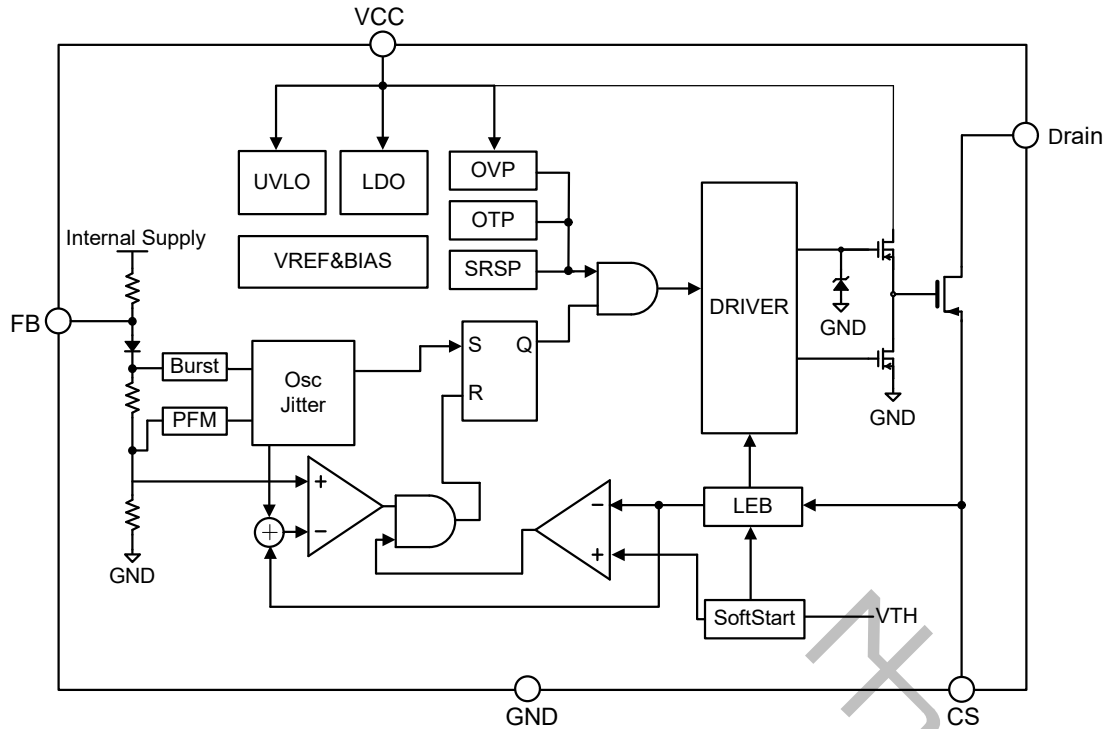 VCC
Drain
UVLO
LDO
OVP
OTP
SRSP
VREF&BIAS
Internal Supply
FB
DRIVER
GND
Burst
PFM
Osc
Jitter
S
Q
R
GND
+
−
+
GND
−
+
LEB
SoftStart
VTH
GND
CS